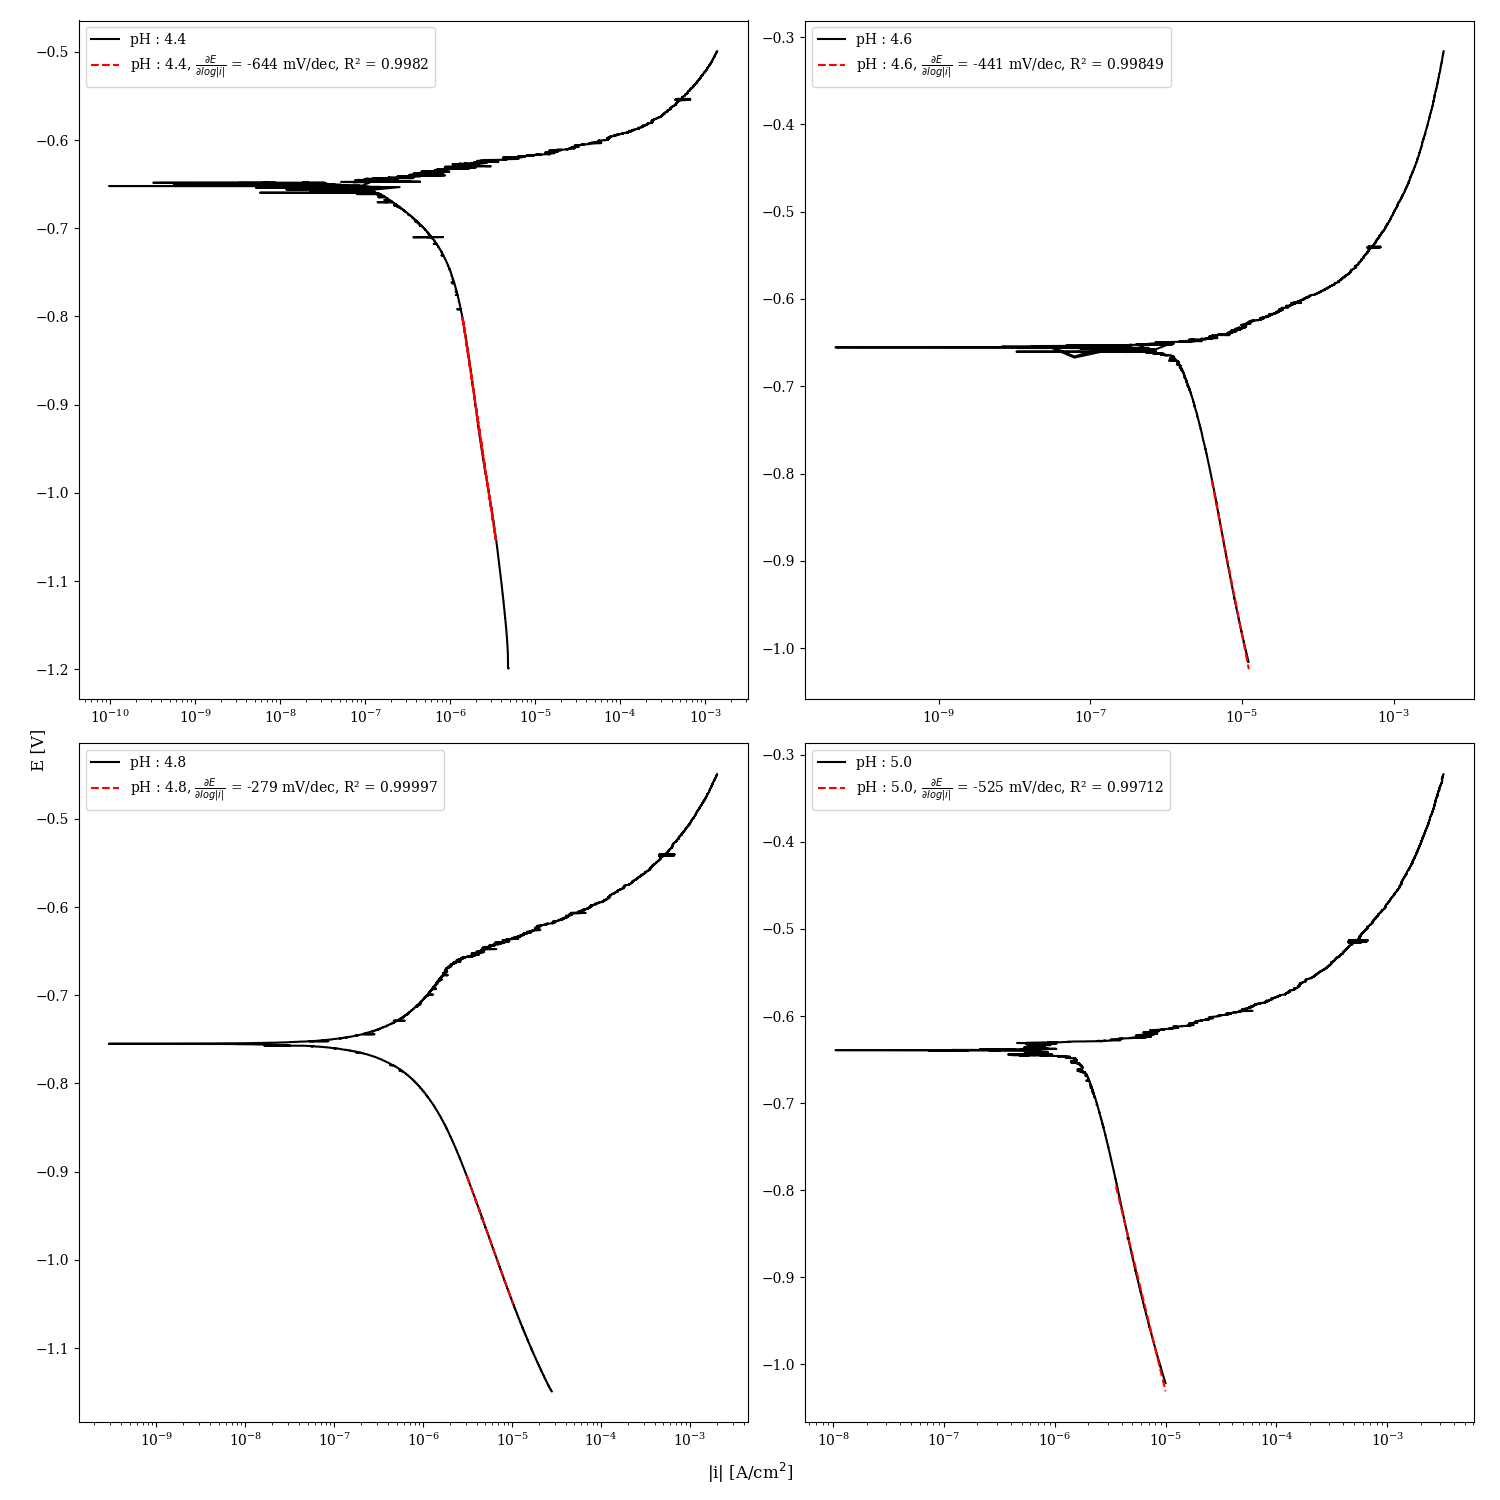 pH : 4.4
pH : 4.4, ∂E/∂log|i| = -644 mV/dec, R² = 0.9982
−0.5
−0.6
−0.7
−0.8
−0.9
−1.0
−1.1
−1.2
10⁻¹⁰ 10⁻⁹ 10⁻⁸ 10⁻⁷ 10⁻⁶ 10⁻⁵ 10⁻⁴ 10⁻³
pH : 4.6
pH : 4.6, ∂E/∂log|i| = -441 mV/dec, R² = 0.99849
−0.3
−0.4
−0.5
−0.6
−0.7
−0.8
−0.9
−1.0
10⁻⁹ 10⁻⁷ 10⁻⁵ 10⁻³
E [V]
pH : 4.8
pH : 4.8, ∂E/∂log|i| = -279 mV/dec, R² = 0.99997
−0.5
−0.6
−0.7
−0.8
−0.9
−1.0
−1.1
10⁻⁹ 10⁻⁸ 10⁻⁷ 10⁻⁶ 10⁻⁵ 10⁻⁴ 10⁻³
pH : 5.0
pH : 5.0, ∂E/∂log|i| = -525 mV/dec, R² = 0.99712
−0.3
−0.4
−0.5
−0.6
−0.7
−0.8
−0.9
−1.0
10⁻⁸ 10⁻⁷ 10⁻⁶ 10⁻⁵ 10⁻⁴ 10⁻³
|i| [A/cm²]